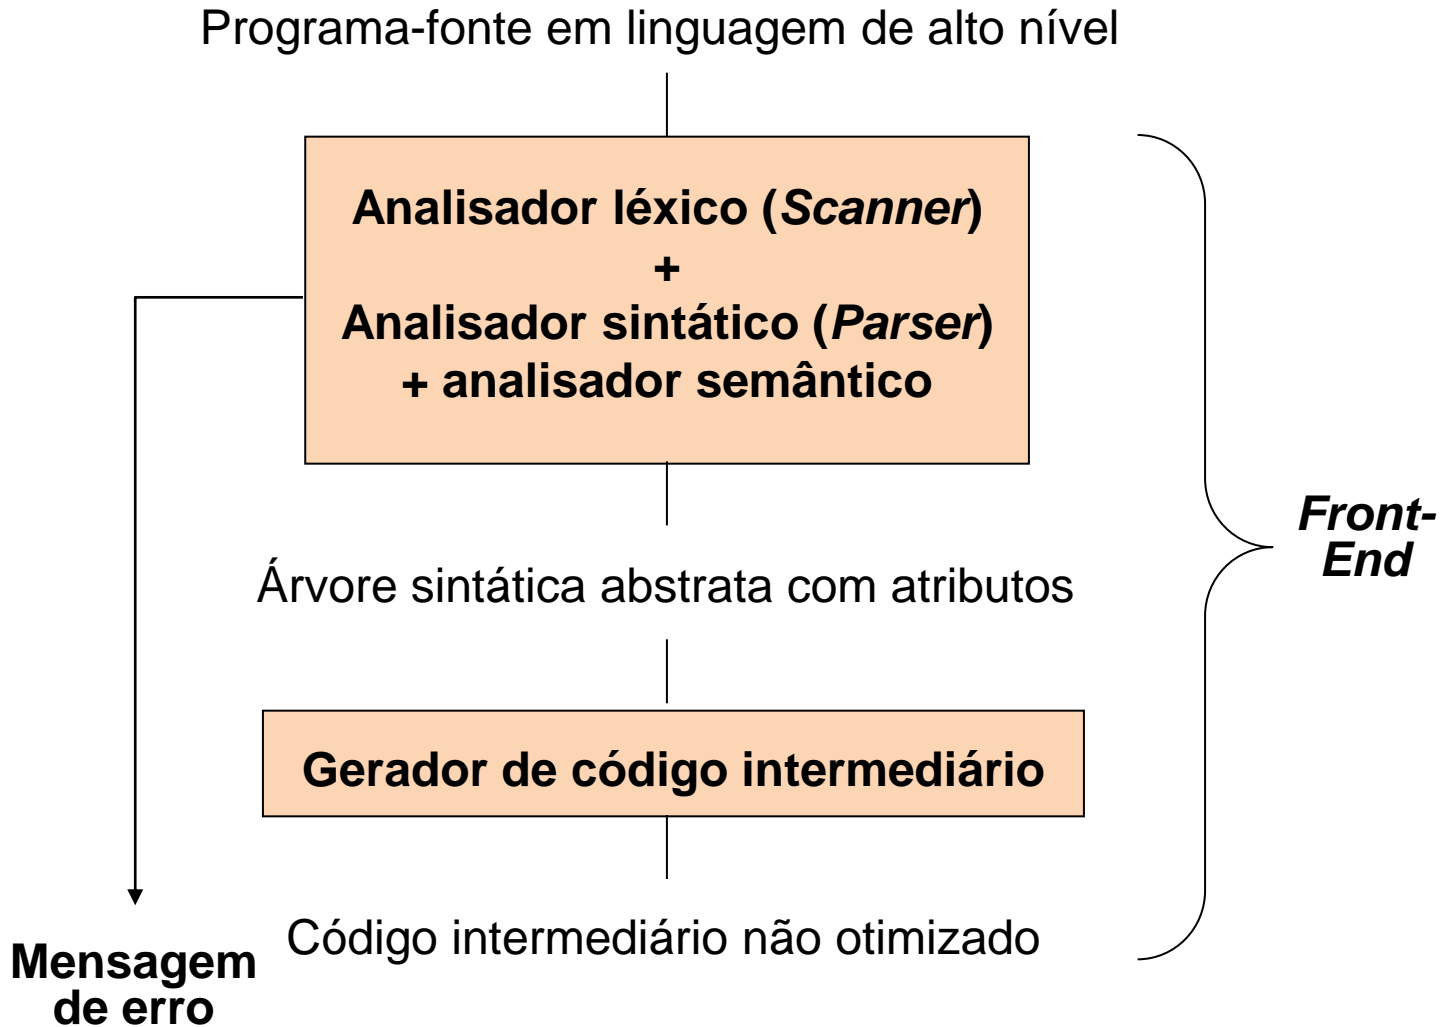 Programa-fonte em linguagem de alto nível
Analisador léxico (Scanner)
+
Analisador sintático (Parser)
+ analisador semântico
Front-
End
Árvore sintática abstrata com atributos
Gerador de código intermediário
Código intermediário não otimizado
Mensagem
de erro